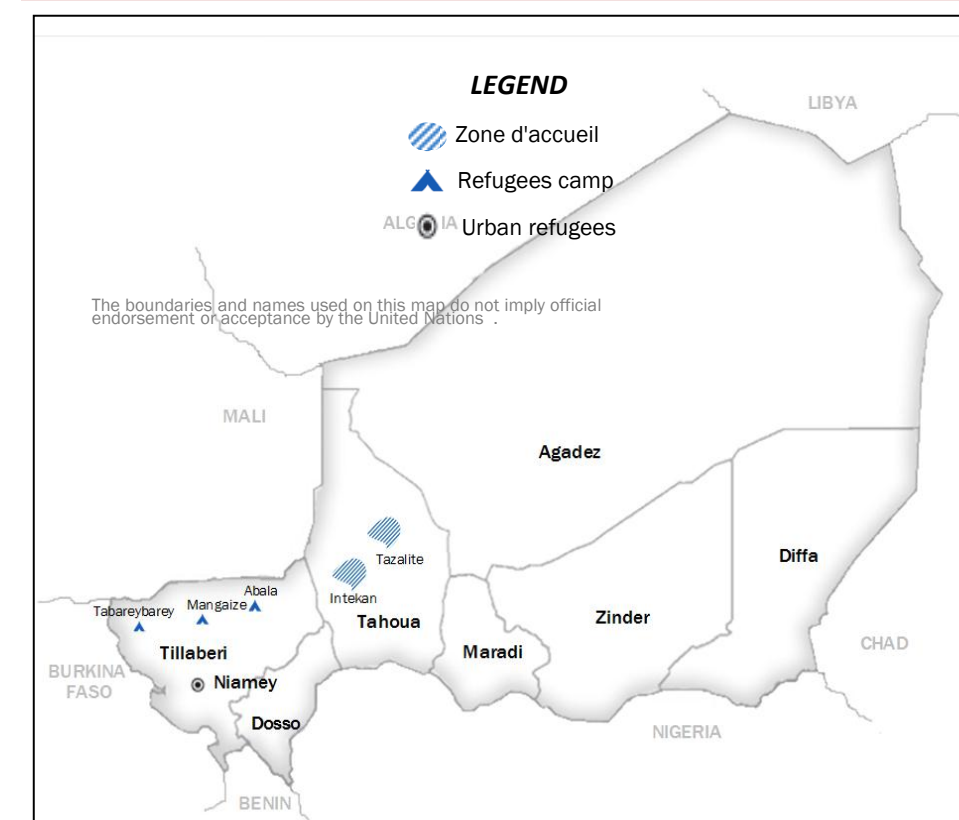 LEGEND
LIBYA
Zone d'accueil
Refugees camp
ALG IA
Urban refugees
The boundaries and names used on this map do not imply official
endorsement or acceptance by the United Nations .
MALI
Agadez
Tazalite
Diffa
Abala
Intekan
Mangaize
Tabareybarey
Zinder
Tahoua
CHAD
Tillaberi
Maradi
BURKINA
FASO
Niamey
Dosso
NIGERIA
BENIN